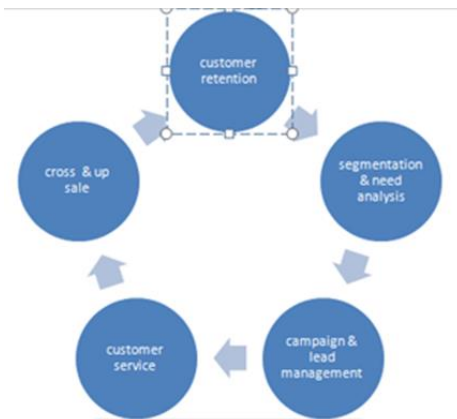 customer
retention
segmentation
& need
analysis
campaign &
lead
management
customer
service
cross & up
sale